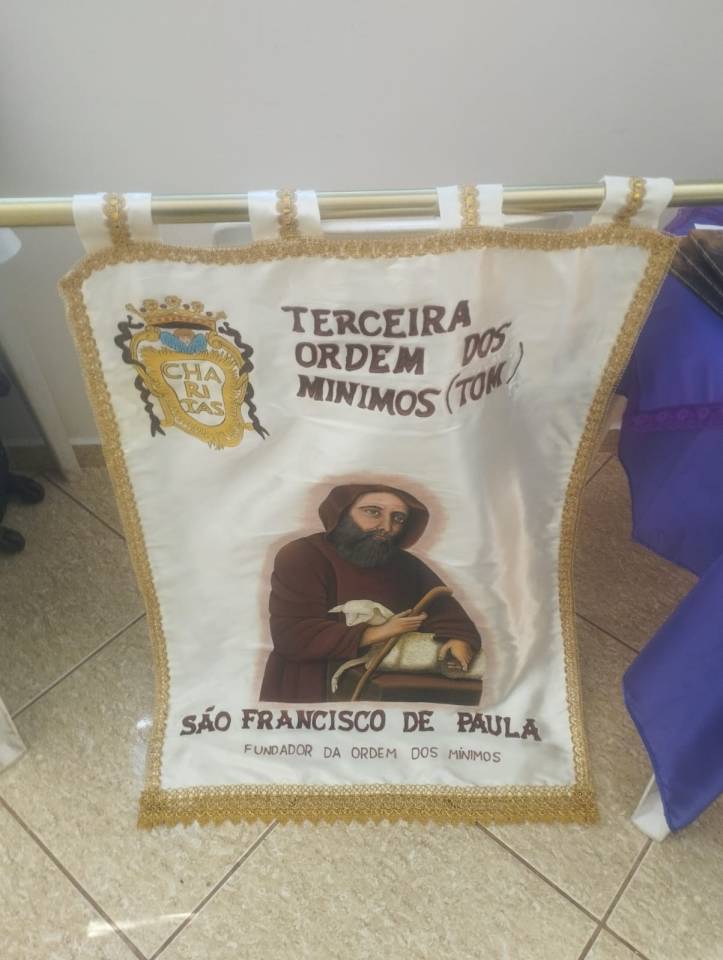 CHA
RI
TAS
TERCEIRA
ORDEM DOS
MINIMOS (TOM)
SÃO FRANCISCO DE PAULA
FUNDADOR DA ORDEM DOS MÍNIMOS